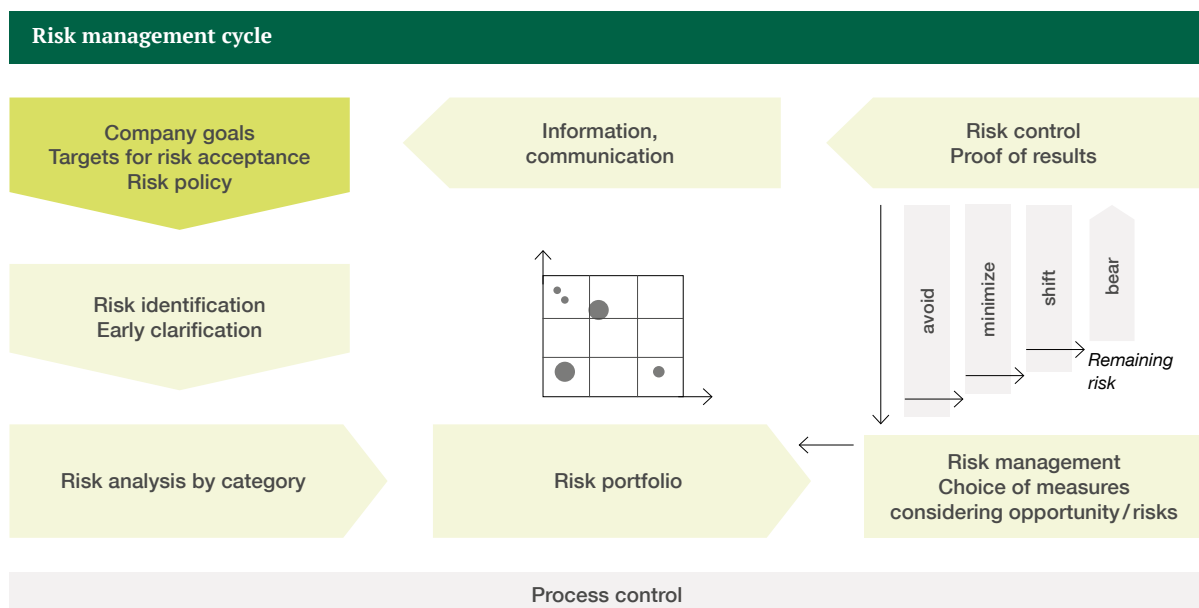 Risk management cycle
Company goals
Targets for risk acceptance
Risk policy
Information,
communication
Risk control
Proof of results
Risk identification
Early clarification
avoid
minimize
shift
bear
Remaining
risk
Risk analysis by category
Risk portfolio
Risk management
Choice of measures
considering opportunity/risks
Process control